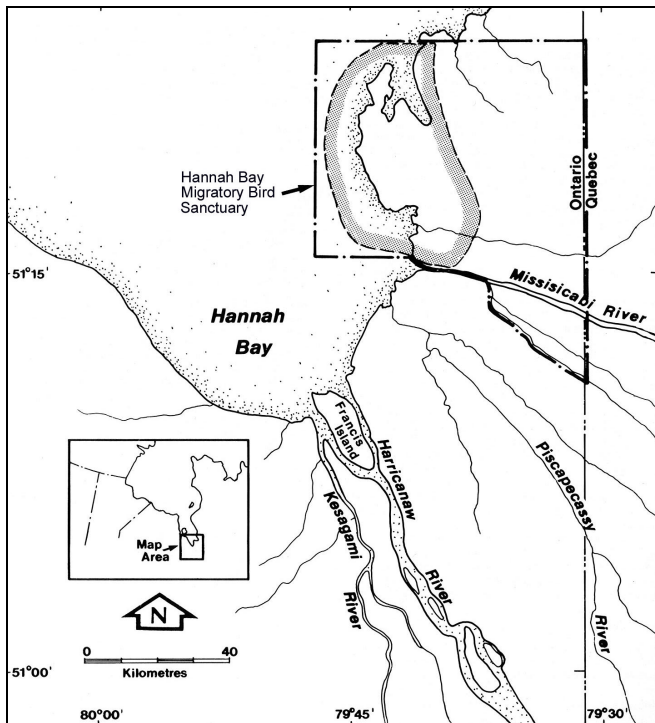 Hannah Bay
Migratory Bird
Sanctuary
Ontario
Quebec
51°15'
Missisicabi River
Hannah
Bay
Francis
Island
Harricanaw
River
Kesagami
River
Piscapecassy
River
Map
Area
N
0 20 40
Kilometres
51°00'
80°00' 79°45' 79°30'